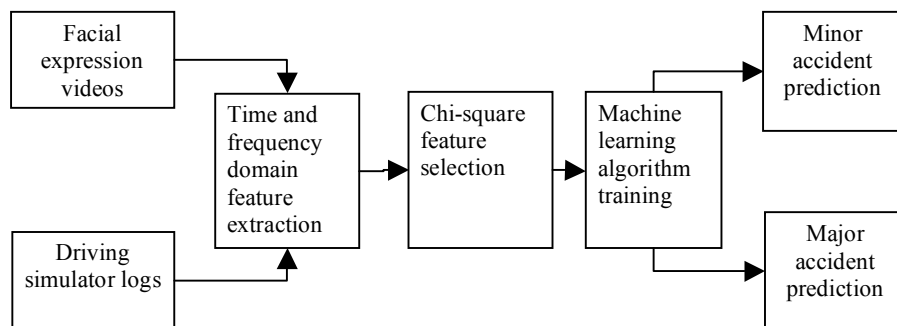 Facial
expression
videos
Driving
simulator logs
Time and
frequency
domain
feature
extraction
Chi-square
feature
selection
Machine
learning
algorithm
training
Minor
accident
prediction
Major
accident
prediction